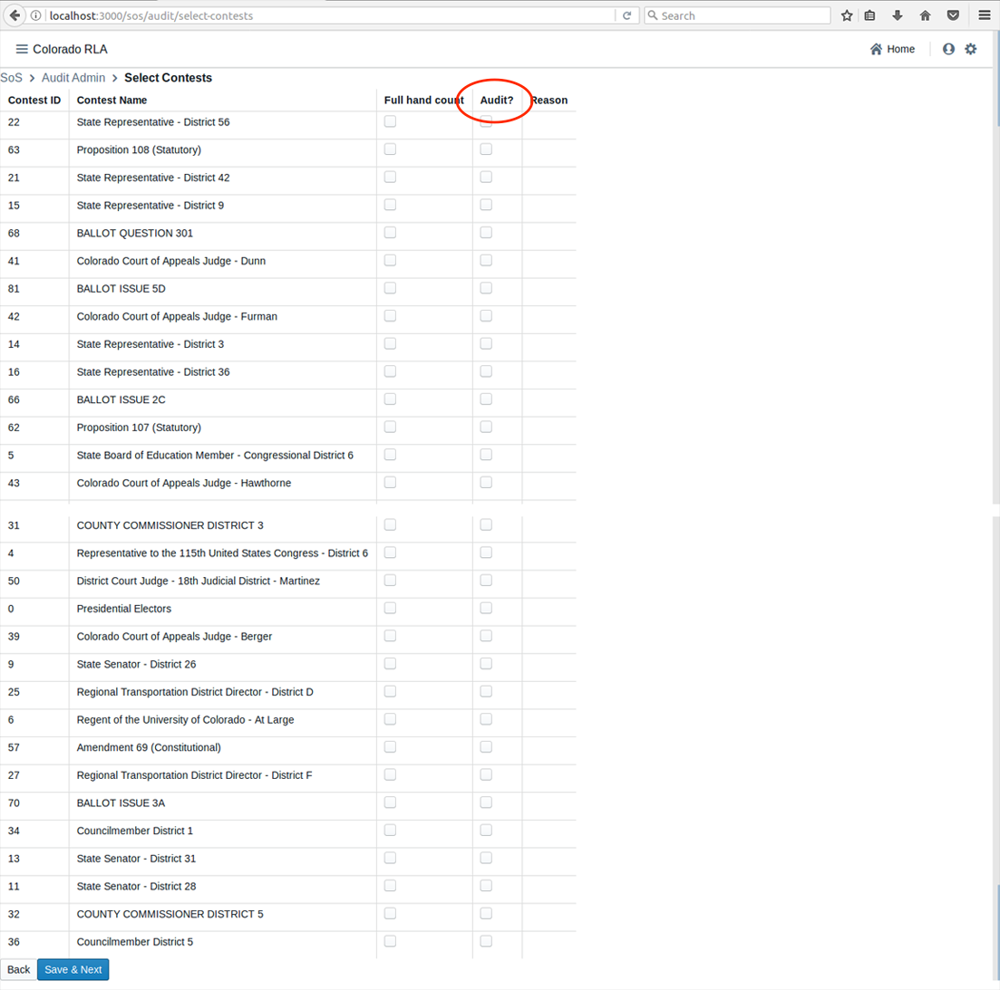 localhost:3000/sos/audit/select-contests Search
Colorado RLA Home
SoS > Audit Admin > Select Contests
Contest ID Contest Name Full hand count Audit? Reason
22 State Representative - District 56
63 Proposition 108 (Statutory)
21 State Representative - District 42
15 State Representative - District 9
68 BALLOT QUESTION 301
41 Colorado Court of Appeals Judge - Dunn
81 BALLOT ISSUE 5D
42 Colorado Court of Appeals Judge - Furman
14 State Representative - District 3
16 State Representative - District 36
66 BALLOT ISSUE 2C
62 Proposition 107 (Statutory)
5 State Board of Education Member - Congressional District 6
43 Colorado Court of Appeals Judge - Hawthorne
31 COUNTY COMMISSIONER DISTRICT 3
4 Representative to the 115th United States Congress - District 6
50 District Court Judge - 18th Judicial District - Martinez
0 Presidential Electors
39 Colorado Court of Appeals Judge - Berger
9 State Senator - District 26
25 Regional Transportation District Director - District D
6 Regent of the University of Colorado - At Large
57 Amendment 69 (Constitutional)
27 Regional Transportation District Director - District F
70 BALLOT ISSUE 3A
34 Councilmember District 1
13 State Senator - District 31
11 State Senator - District 28
32 COUNTY COMMISSIONER DISTRICT 5
36 Councilmember District 5
Back Save & Next